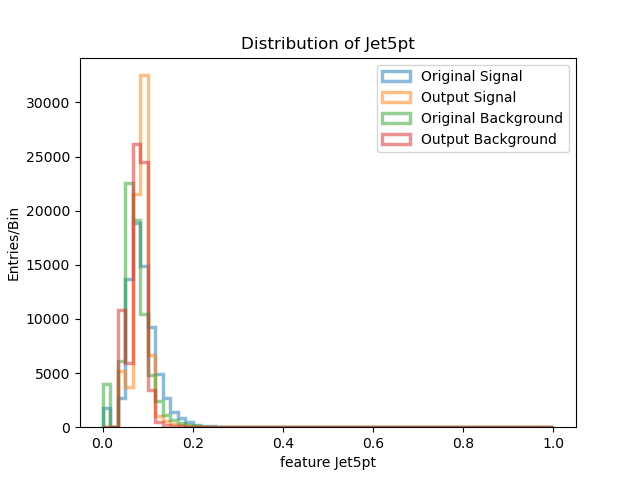 Distribution of Jet5pt
Original Signal
Output Signal
Original Background
Output Background
Entries/Bin
30000
25000
20000
15000
10000
5000
0
0.0 0.2 0.4 0.6 0.8 1.0
feature Jet5pt